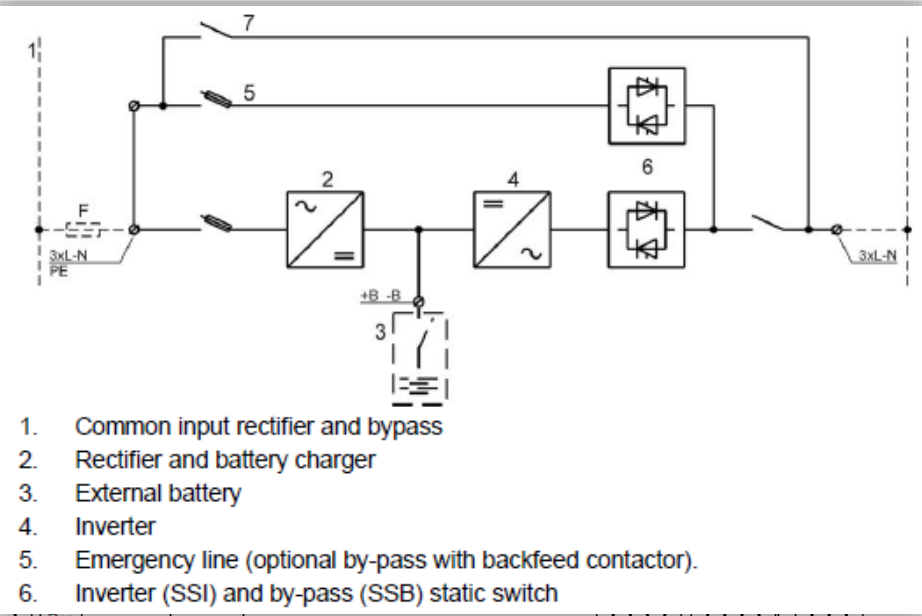 7
1
5
6
2
4
F
3xL-N
PE
3xL-N
+B -B
3
1. Common input rectifier and bypass
2. Rectifier and battery charger
3. External battery
4. Inverter
5. Emergency line (optional by-pass with backfeed contactor).
6. Inverter (SSI) and by-pass (SSB) static switch